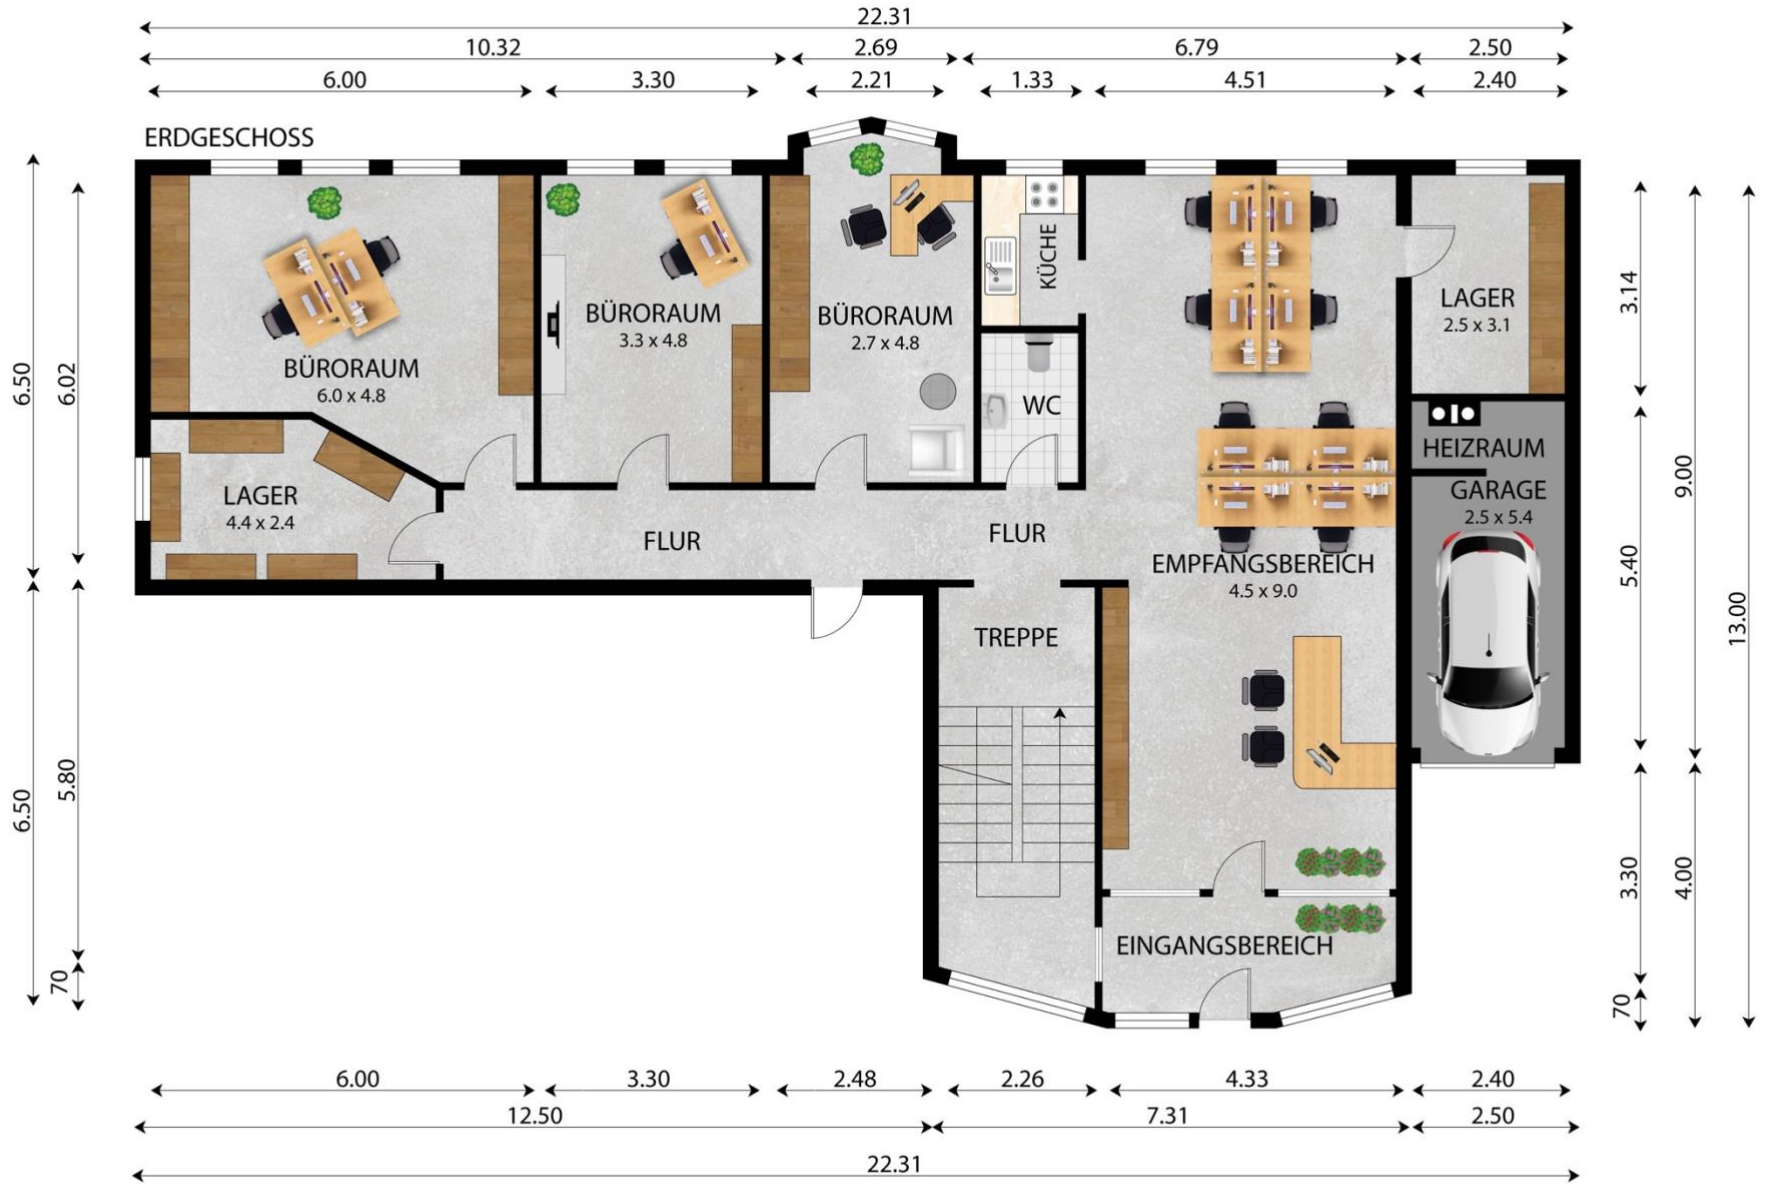 22.31
10.32 2.69 6.79 2.50
6.00 3.30 2.21 1.33 4.51 2.40
ERDGESCHOSS
6.50
6.02
6.50
5.80
70
BÜRORAUM
6.0 x 4.8
BÜRORAUM
3.3 x 4.8
BÜRORAUM
2.7 x 4.8
KÜCHE
WC
LAGER
2.5 x 3.1
HEIZRAUM
GARAGE
2.5 x 5.4
LAGER
4.4 x 2.4
FLUR
FLUR
EMPFANGSBEREICH
4.5 x 9.0
TREPPE
EINGANGSBEREICH
3.14
5.40
3.30
70
9.00
4.00
13.00
6.00 3.30 2.48 2.26 4.33 2.40
12.50 7.31 2.50
22.31